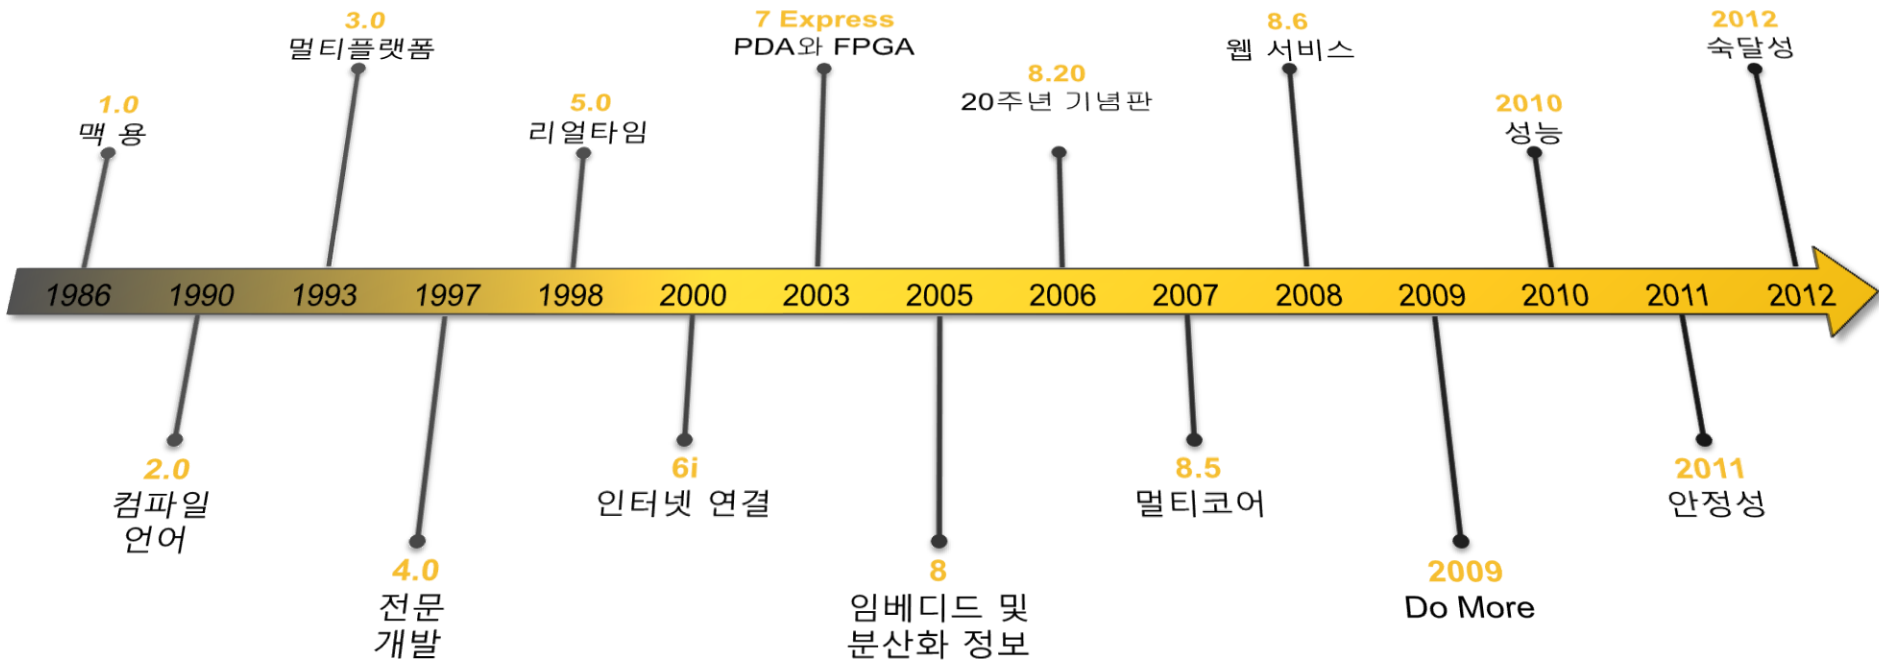 1.0
맥 용
3.0
멀티플랫폼
5.0
리얼타임
7 Express
PDA와 FPGA
8.20
20주년 기념판
8.6
웹 서비스
2010
성능
2012
숙달성
1986 1990 1993 1997 1998 2000 2003 2005 2006 2007 2008 2009 2010 2011 2012
2.0
컴파일
언어
4.0
전문
개발
6i
인터넷 연결
8
임베디드 및
분산화 정보
8.5
멀티코어
2009
Do More
2011
안정성